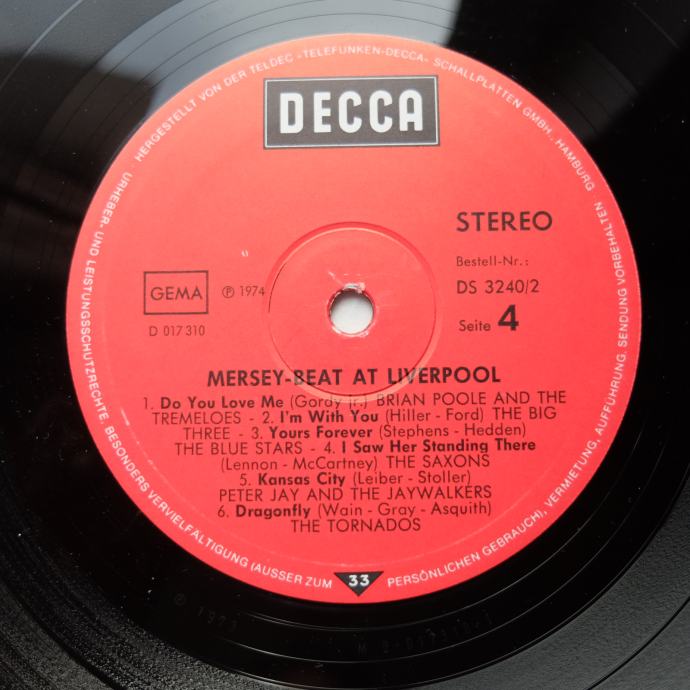 HERGESTELLT VON DER TELDEC »TELEFUNKEN-DECCA« SCHALLPLATTEN GMBH., HAMBURG
DECCA
STEREO
Bestell-Nr.:
DS 3240/2
Seite 4
GEMA
℗ 1974
D 017 310
MERSEY-BEAT AT LIVERPOOL
1. Do You Love Me (Gordy jr.) BRIAN POOLE AND THE
TREMELOES - 2. I'm With You (Hiller - Ford) THE BIG
THREE - 3. Yours Forever (Stephens - Hedden)
THE BLUE STARS - 4. I Saw Her Standing There
(Lennon - McCartney) THE SAXONS
5. Kansas City (Leiber - Stoller)
PETER JAY AND THE JAYWALKERS
6. Dragonfly (Wain - Gray - Asquith)
THE TORNADOS
URHEBER- UND LEISTUNGSSCHUTZRECHTE, BESONDERS VERVIELFÄLTIGUNG (AUSSER ZUM PERSÖNLICHEN GEBRAUCH), VERMIETUNG, AUFFÜHRUNG, SENDUNG VORBEHALTEN
33
℗ 1973